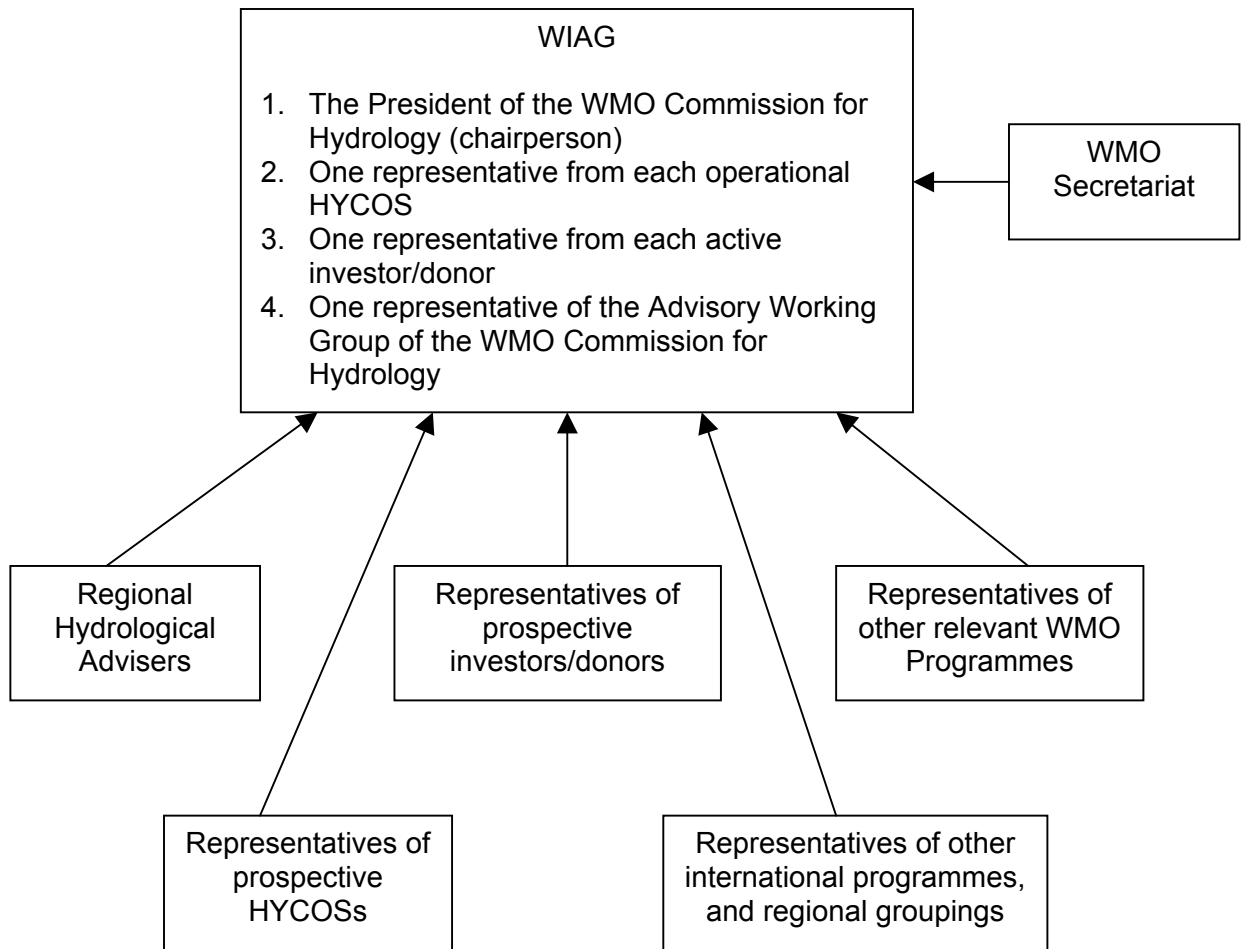 WIAG
1. The President of the WMO Commission for
Hydrology (chairperson)
2. One representative from each operational
HYCOS
3. One representative from each active
investor/donor
4. One representative of the Advisory Working
Group of the WMO Commission for
Hydrology
WMO
Secretariat
Regional
Hydrological
Advisers
Representatives of
prospective
investors/donors
Representatives of
other relevant WMO
Programmes
Representatives of
prospective
HYCOSs
Representatives of other
international programmes,
and regional groupings